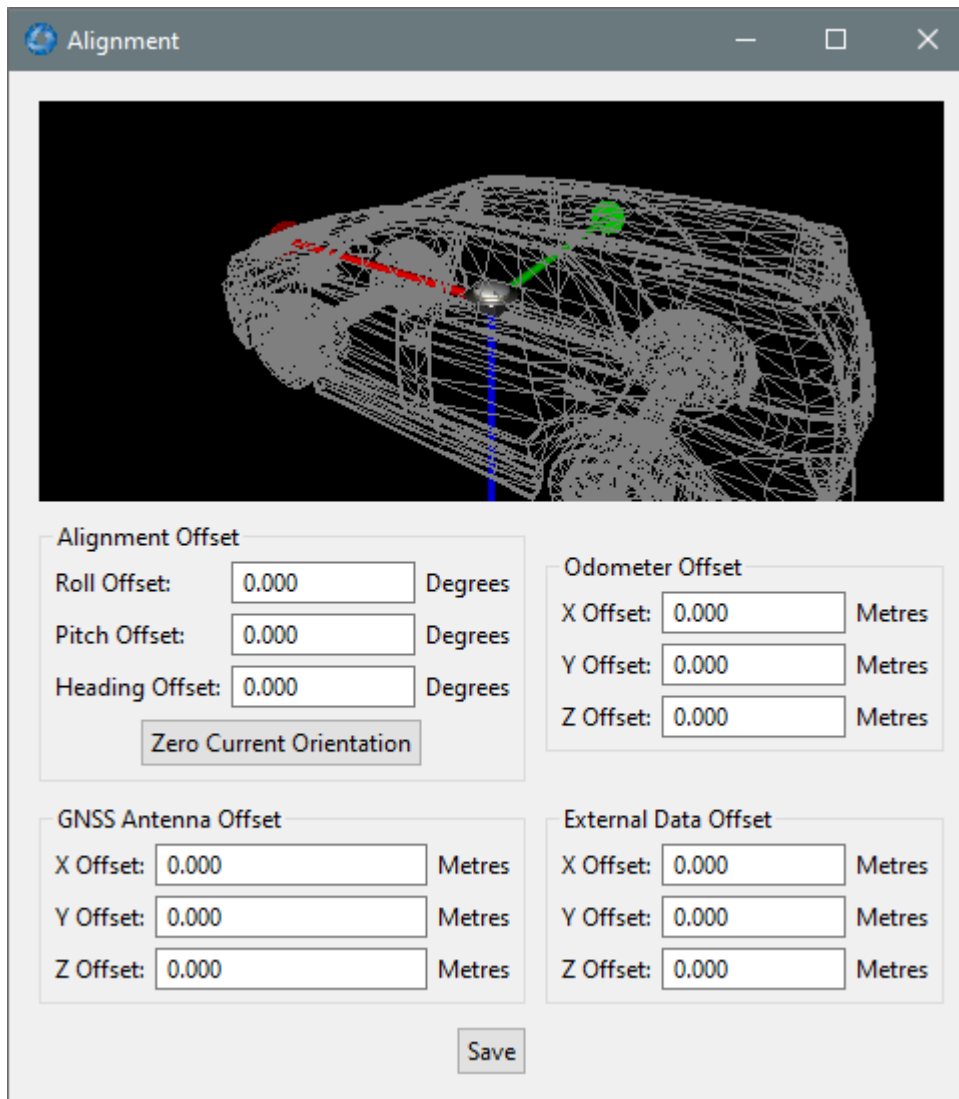 Alignment
Alignment Offset
Roll Offset: 0.000 Degrees
Pitch Offset: 0.000 Degrees
Heading Offset: 0.000 Degrees
Zero Current Orientation
Odometer Offset
X Offset: 0.000 Metres
Y Offset: 0.000 Metres
Z Offset: 0.000 Metres
GNSS Antenna Offset
X Offset: 0.000 Metres
Y Offset: 0.000 Metres
Z Offset: 0.000 Metres
External Data Offset
X Offset: 0.000 Metres
Y Offset: 0.000 Metres
Z Offset: 0.000 Metres
Save